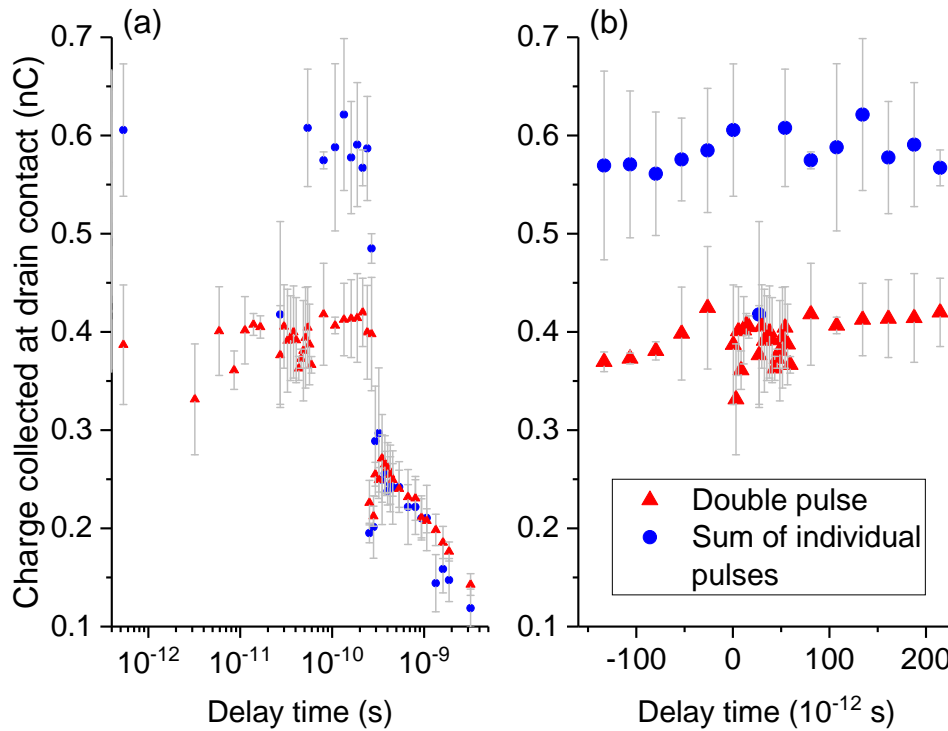 (a)
(b)
0.7
0.6
0.5
0.4
0.3
0.2
0.1
Charge collected at drain contact (nC)
10⁻¹² 10⁻¹¹ 10⁻¹⁰ 10⁻⁹
Delay time (s)
0.7
0.6
0.5
0.4
0.3
0.2
0.1
Double pulse
Sum of individual
pulses
-100 0 100 200
Delay time (10⁻¹² s)